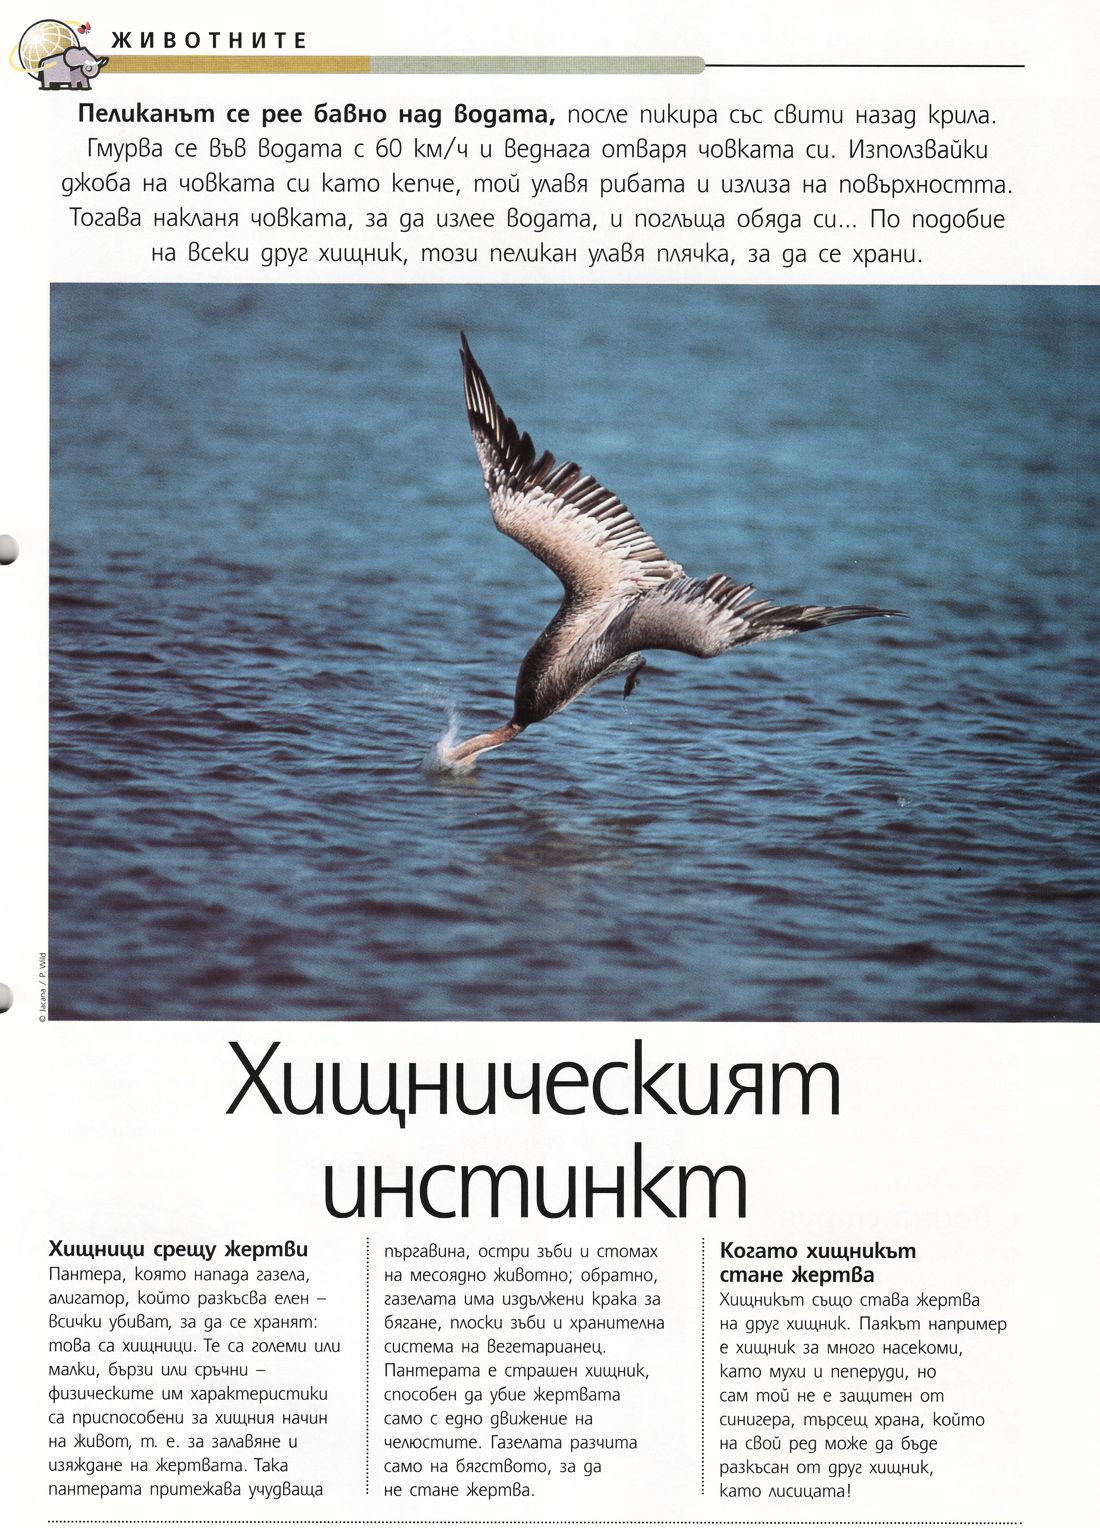 ЖИВОТНИТЕ
Пеликанът се рее бавно над водата, после пикира със свити назад крила.
Гмурва се във водата с 60 км/ч и веднага отваря човката си. Използвайки
джоба на човката си като кепче, той улавя рибата и излиза на повърхността.
Тогава накланя човката, за да излее водата, и поглъща обяда си... По подобие
на всеки друг хищник, този пеликан улавя плячка, за да се храни.
© Jacana / P. Wild
Хищническият
инстинкт
Хищници срещу жертви
Пантера, която напада газела,
алигатор, който разкъсва елен –
всички убиват, за да се хранят:
това са хищници. Те са големи или
малки, бързи или сръчни –
физическите им характеристики
са приспособени за хищния начин
на живот, т. е. за залавяне и
изяждане на жертвата. Така
пантерата притежава учудваща
пъргавина, остри зъби и стомах
на месоядно животно; обратно,
газелата има издължени крака за
бягане, плоски зъби и хранителна
система на вегетарианец.
Пантерата е страшен хищник,
способен да убие жертвата
само с едно движение на
челюстите. Газелата разчита
само на бягството, за да
не стане жертва.
Когато хищникът
стане жертва
Хищникът също става жертва
на друг хищник. Паякът например
е хищник за много насекоми,
като мухи и пеперуди, но
сам той не е защитен от
синигера, търсещ храна, който
на свой ред може да бъде
разкъсан от друг хищник,
като лисицата!